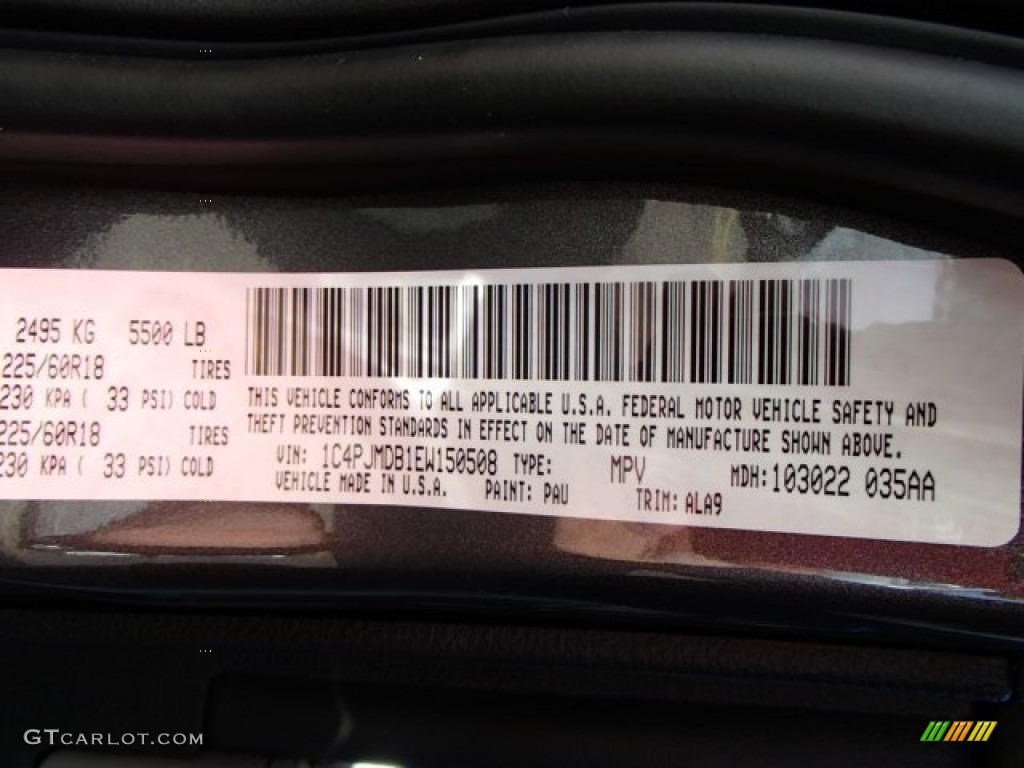 2495 KG 5500 LB
225/60R18 TIRES
230 KPA ( 33 PSI) COLD
225/60R18 TIRES
230 KPA ( 33 PSI) COLD
THIS VEHICLE CONFORMS TO ALL APPLICABLE U.S.A. FEDERAL MOTOR VEHICLE SAFETY AND
THEFT PREVENTION STANDARDS IN EFFECT ON THE DATE OF MANUFACTURE SHOWN ABOVE.
VIN: 1C4PJMDB1EW150508 TYPE: MPV MDH:103022 035AA
VEHICLE MADE IN U.S.A. PAINT: PAU TRIM: ALA9
GTCARLOT.COM